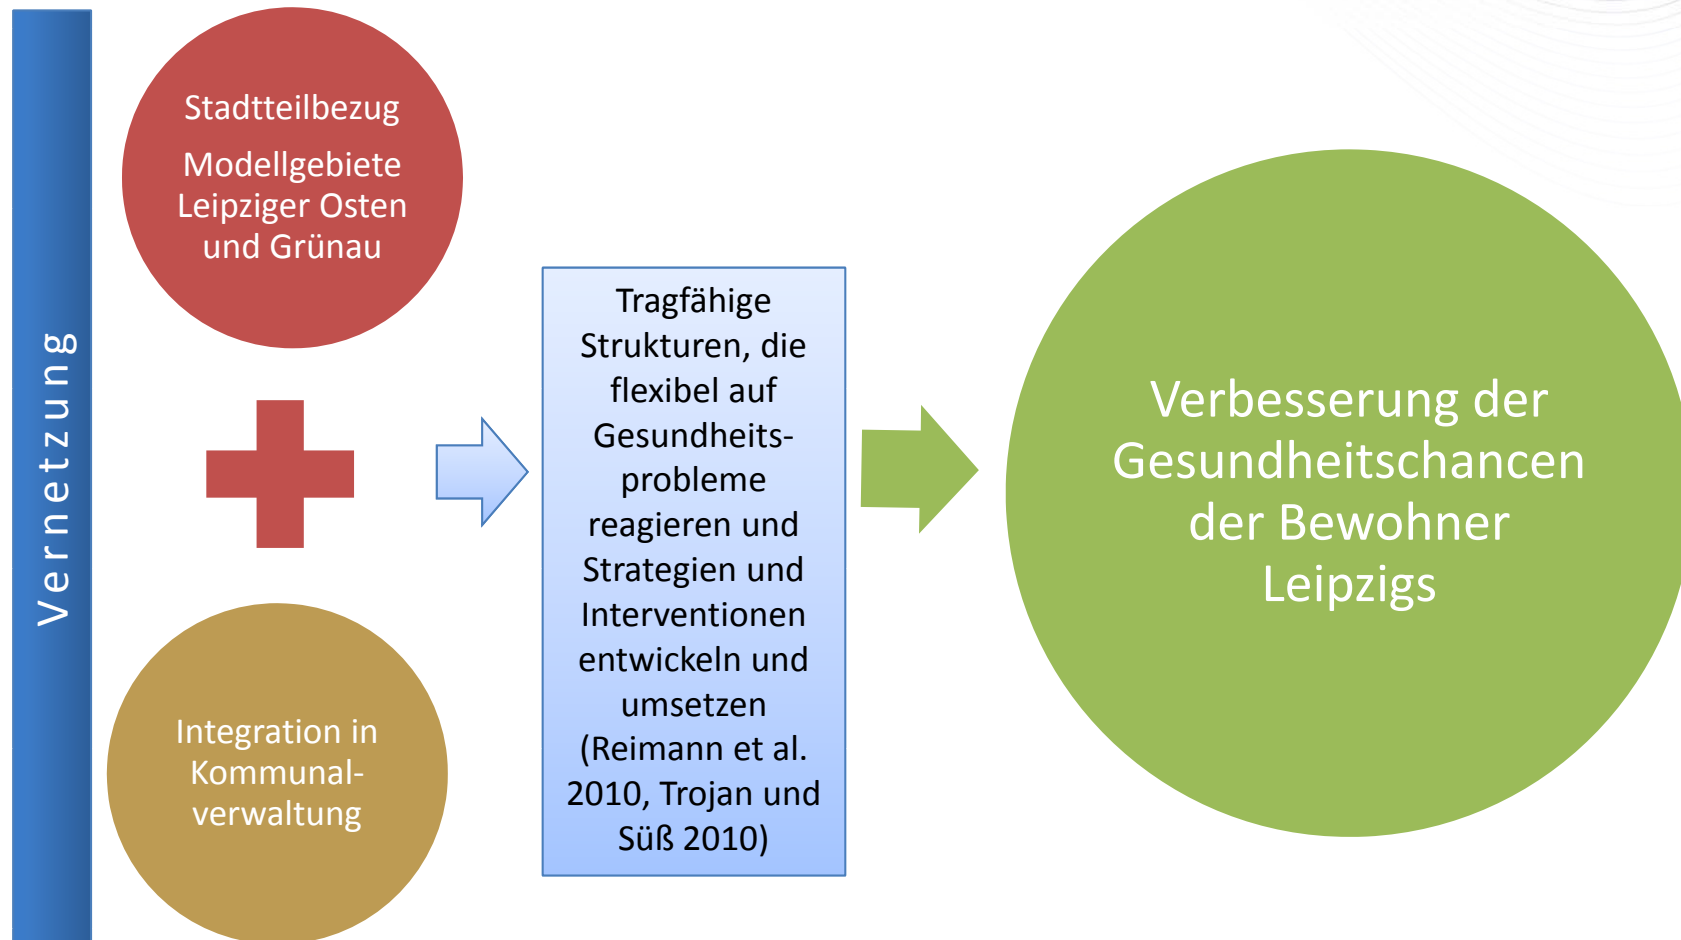 Vernetzung
Stadtteilbezug
Modellgebiete
Leipziger Osten
und Grünau
Integration in
Kommunal-
verwaltung
Tragfähige
Strukturen, die
flexibel auf
Gesundheits-
probleme
reagieren und
Strategien und
Interventionen
entwickeln und
umsetzen
(Reimann et al.
2010, Trojan und
Süß 2010)
Verbesserung der
Gesundheitschancen
der Bewohner
Leipzigs